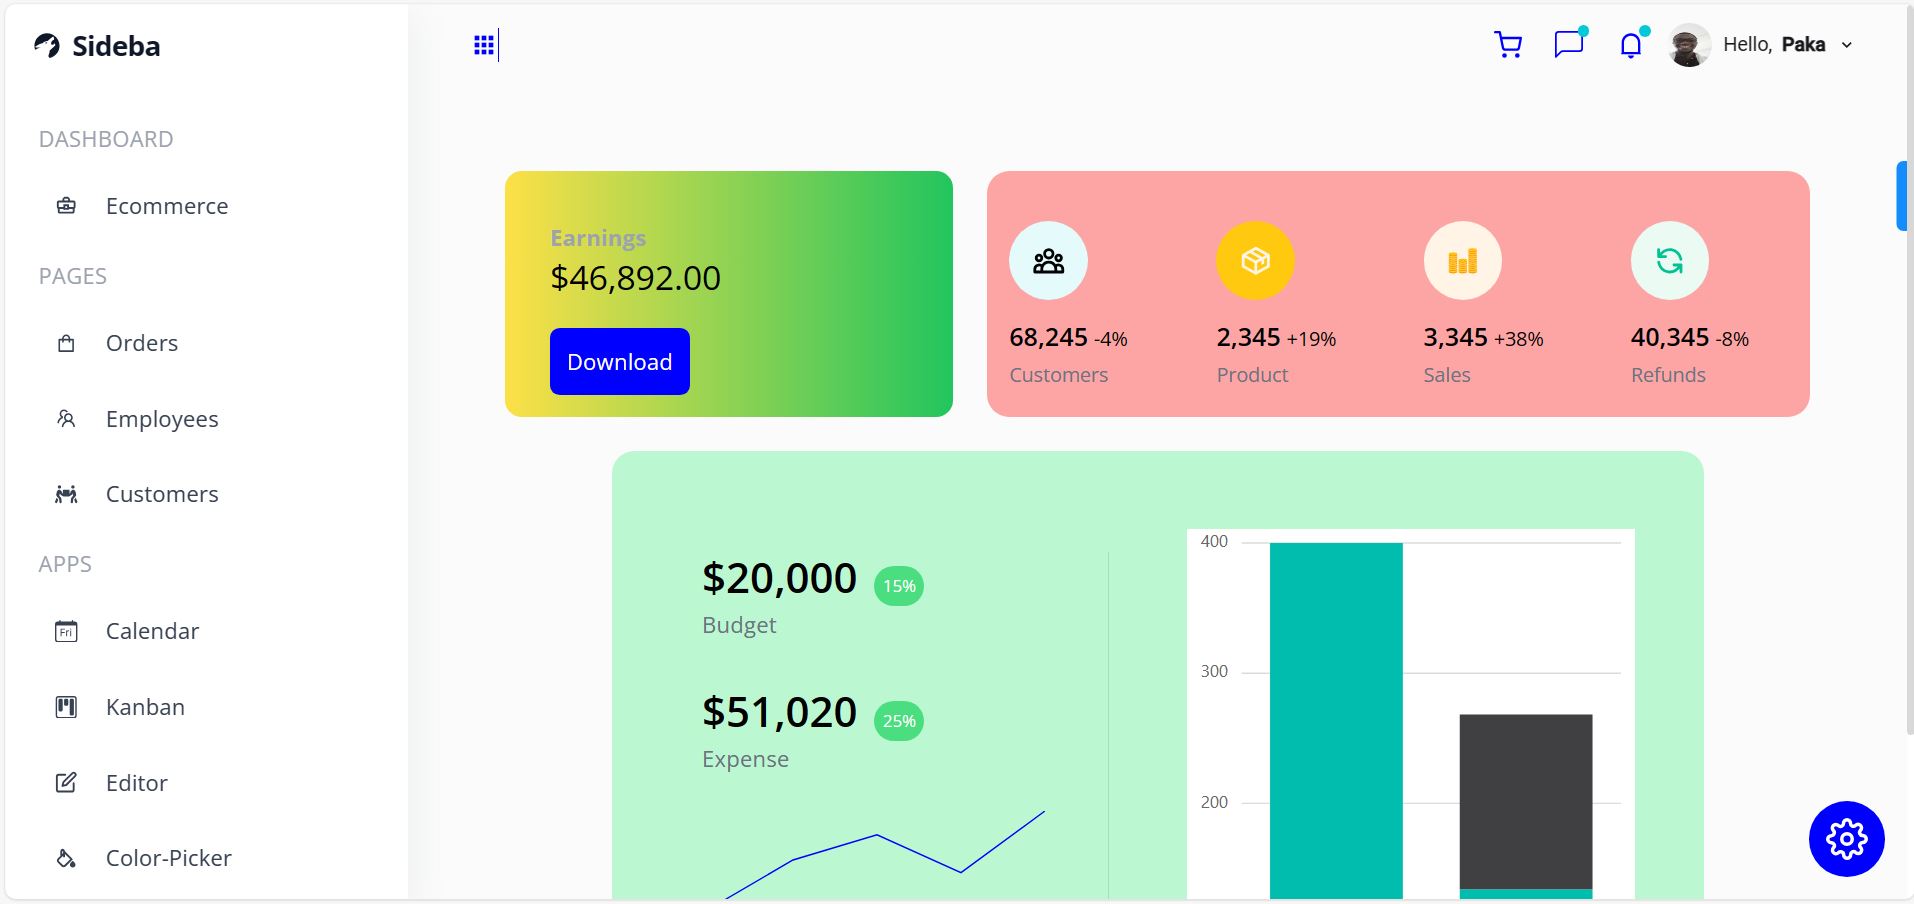 Sideba
Hello, Paka
DASHBOARD
Ecommerce
PAGES
Orders
Employees
Customers
APPS
Fri
Calendar
Kanban
Editor
Color-Picker
Earnings
$46,892.00
Download
68,245 -4%
Customers
2,345 +19%
Product
3,345 +38%
Sales
40,345 -8%
Refunds
$20,000 15%
Budget
$51,020 25%
Expense
400
300
200